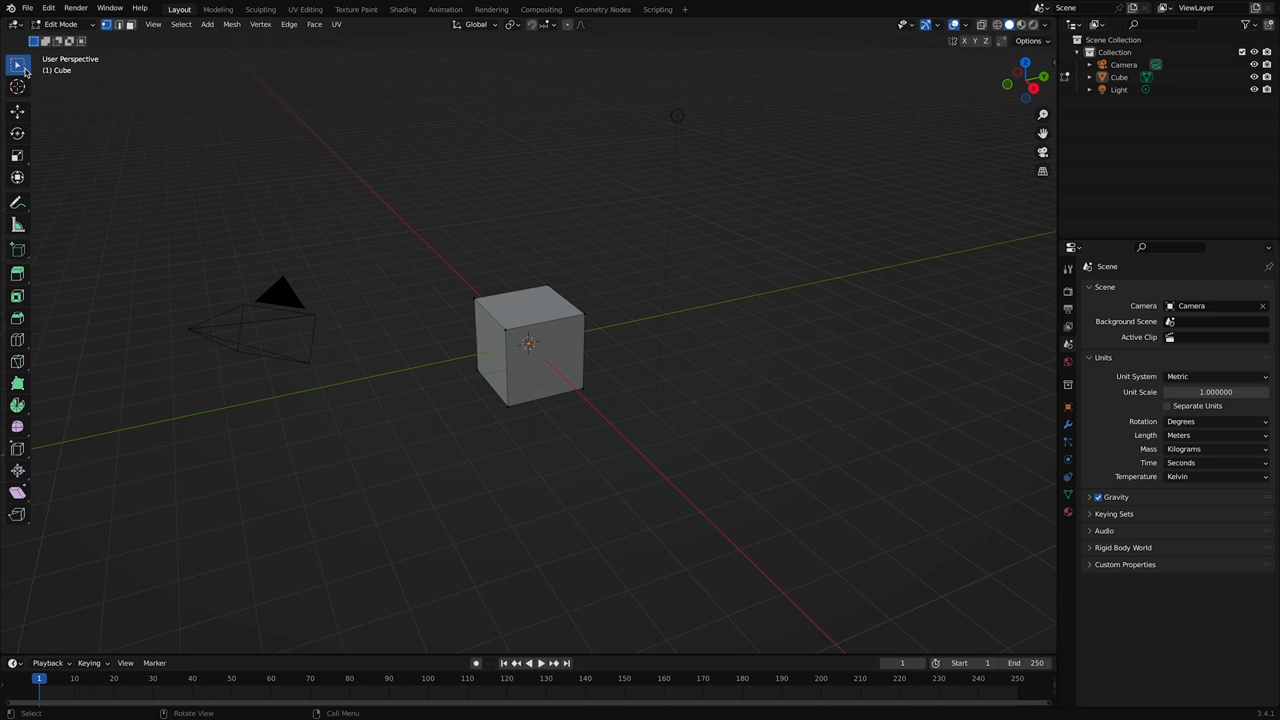 File Edit Render Window Help Layout Modeling Sculpting UV Editing Texture Paint Shading Animation Rendering Compositing Geometry Nodes Scripting + Scene ViewLayer
Edit Mode View Select Add Mesh Vertex Edge Face UV Global
X Y Z Options
User Perspective
(1) Cube
Z
Y
X
Scene Collection
Collection
Camera
Cube
Light
Scene
Scene
Camera Camera
Background Scene
Active Clip
Units
Unit System Metric
Unit Scale 1.000000
Separate Units
Rotation Degrees
Length Meters
Mass Kilograms
Time Seconds
Temperature Kelvin
Gravity
Keying Sets
Audio
Rigid Body World
Custom Properties
Playback Keying View Marker 1 Start 1 End 250
1 10 20 30 40 50 60 70 80 90 100 110 120 130 140 150 160 170 180 190 200 210 220 230 240 250
Select Rotate View Call Menu 3.4.1